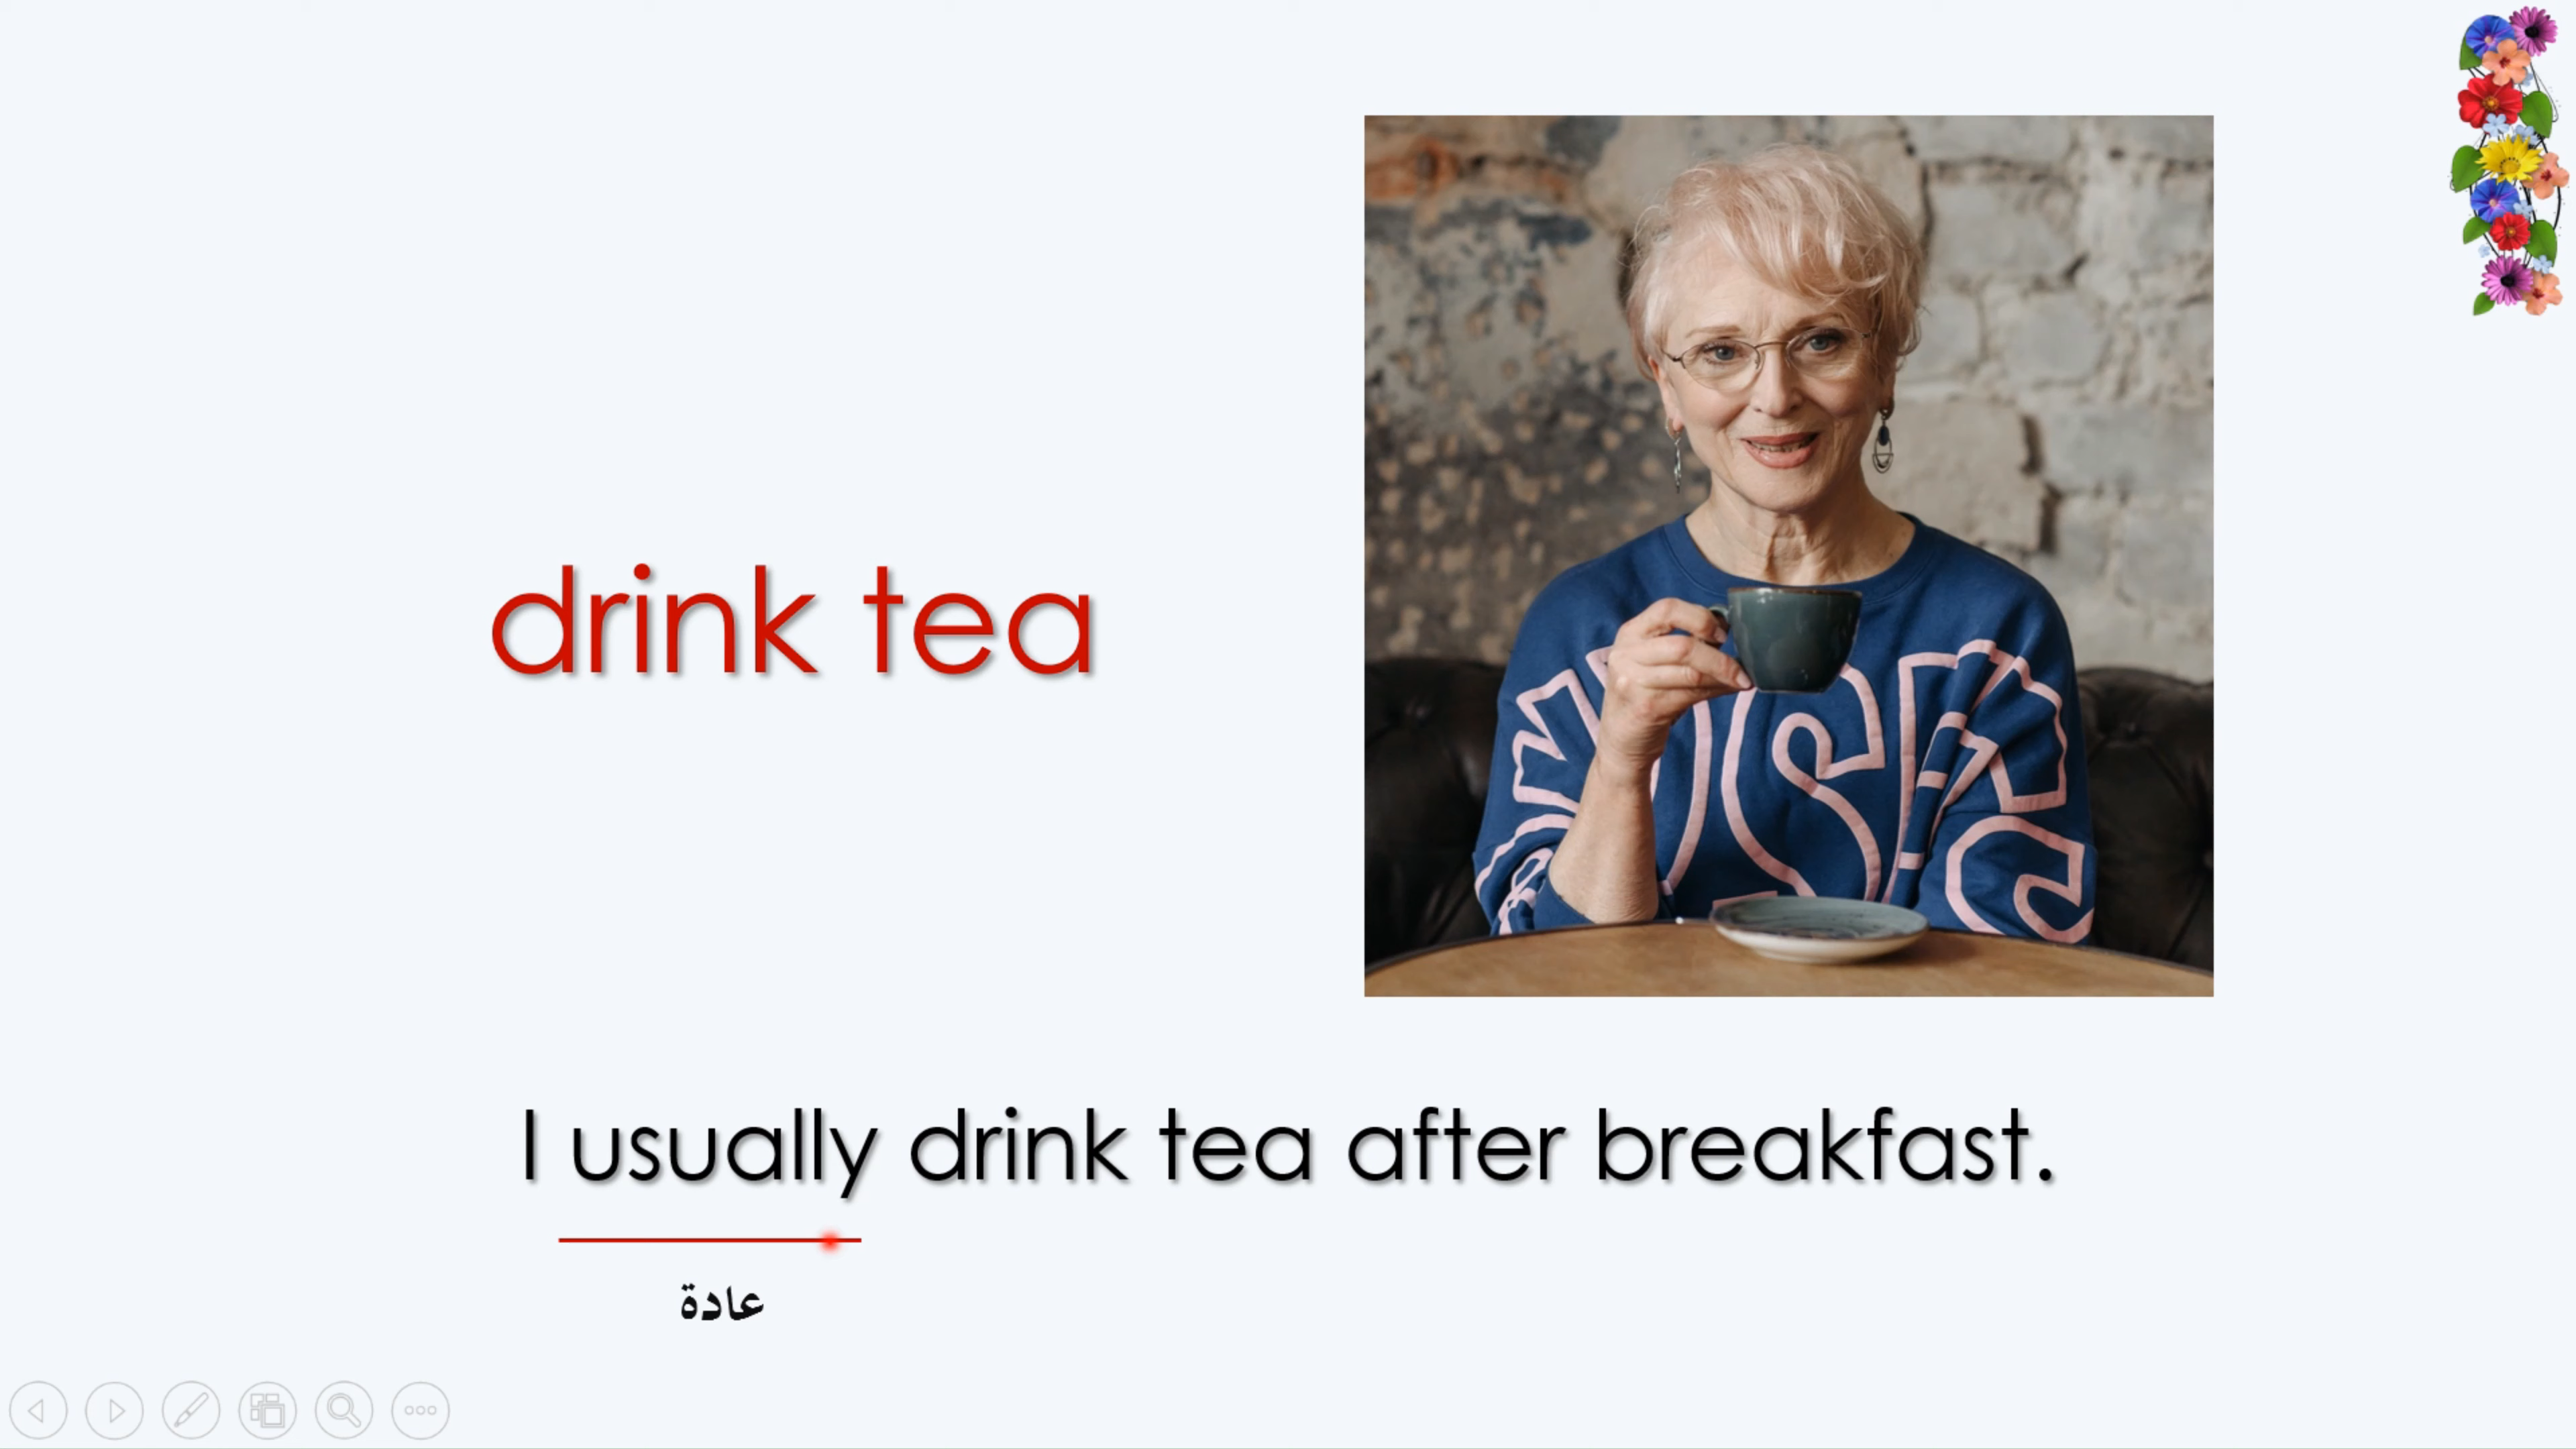 drink tea
I usually drink tea after breakfast.
عادة